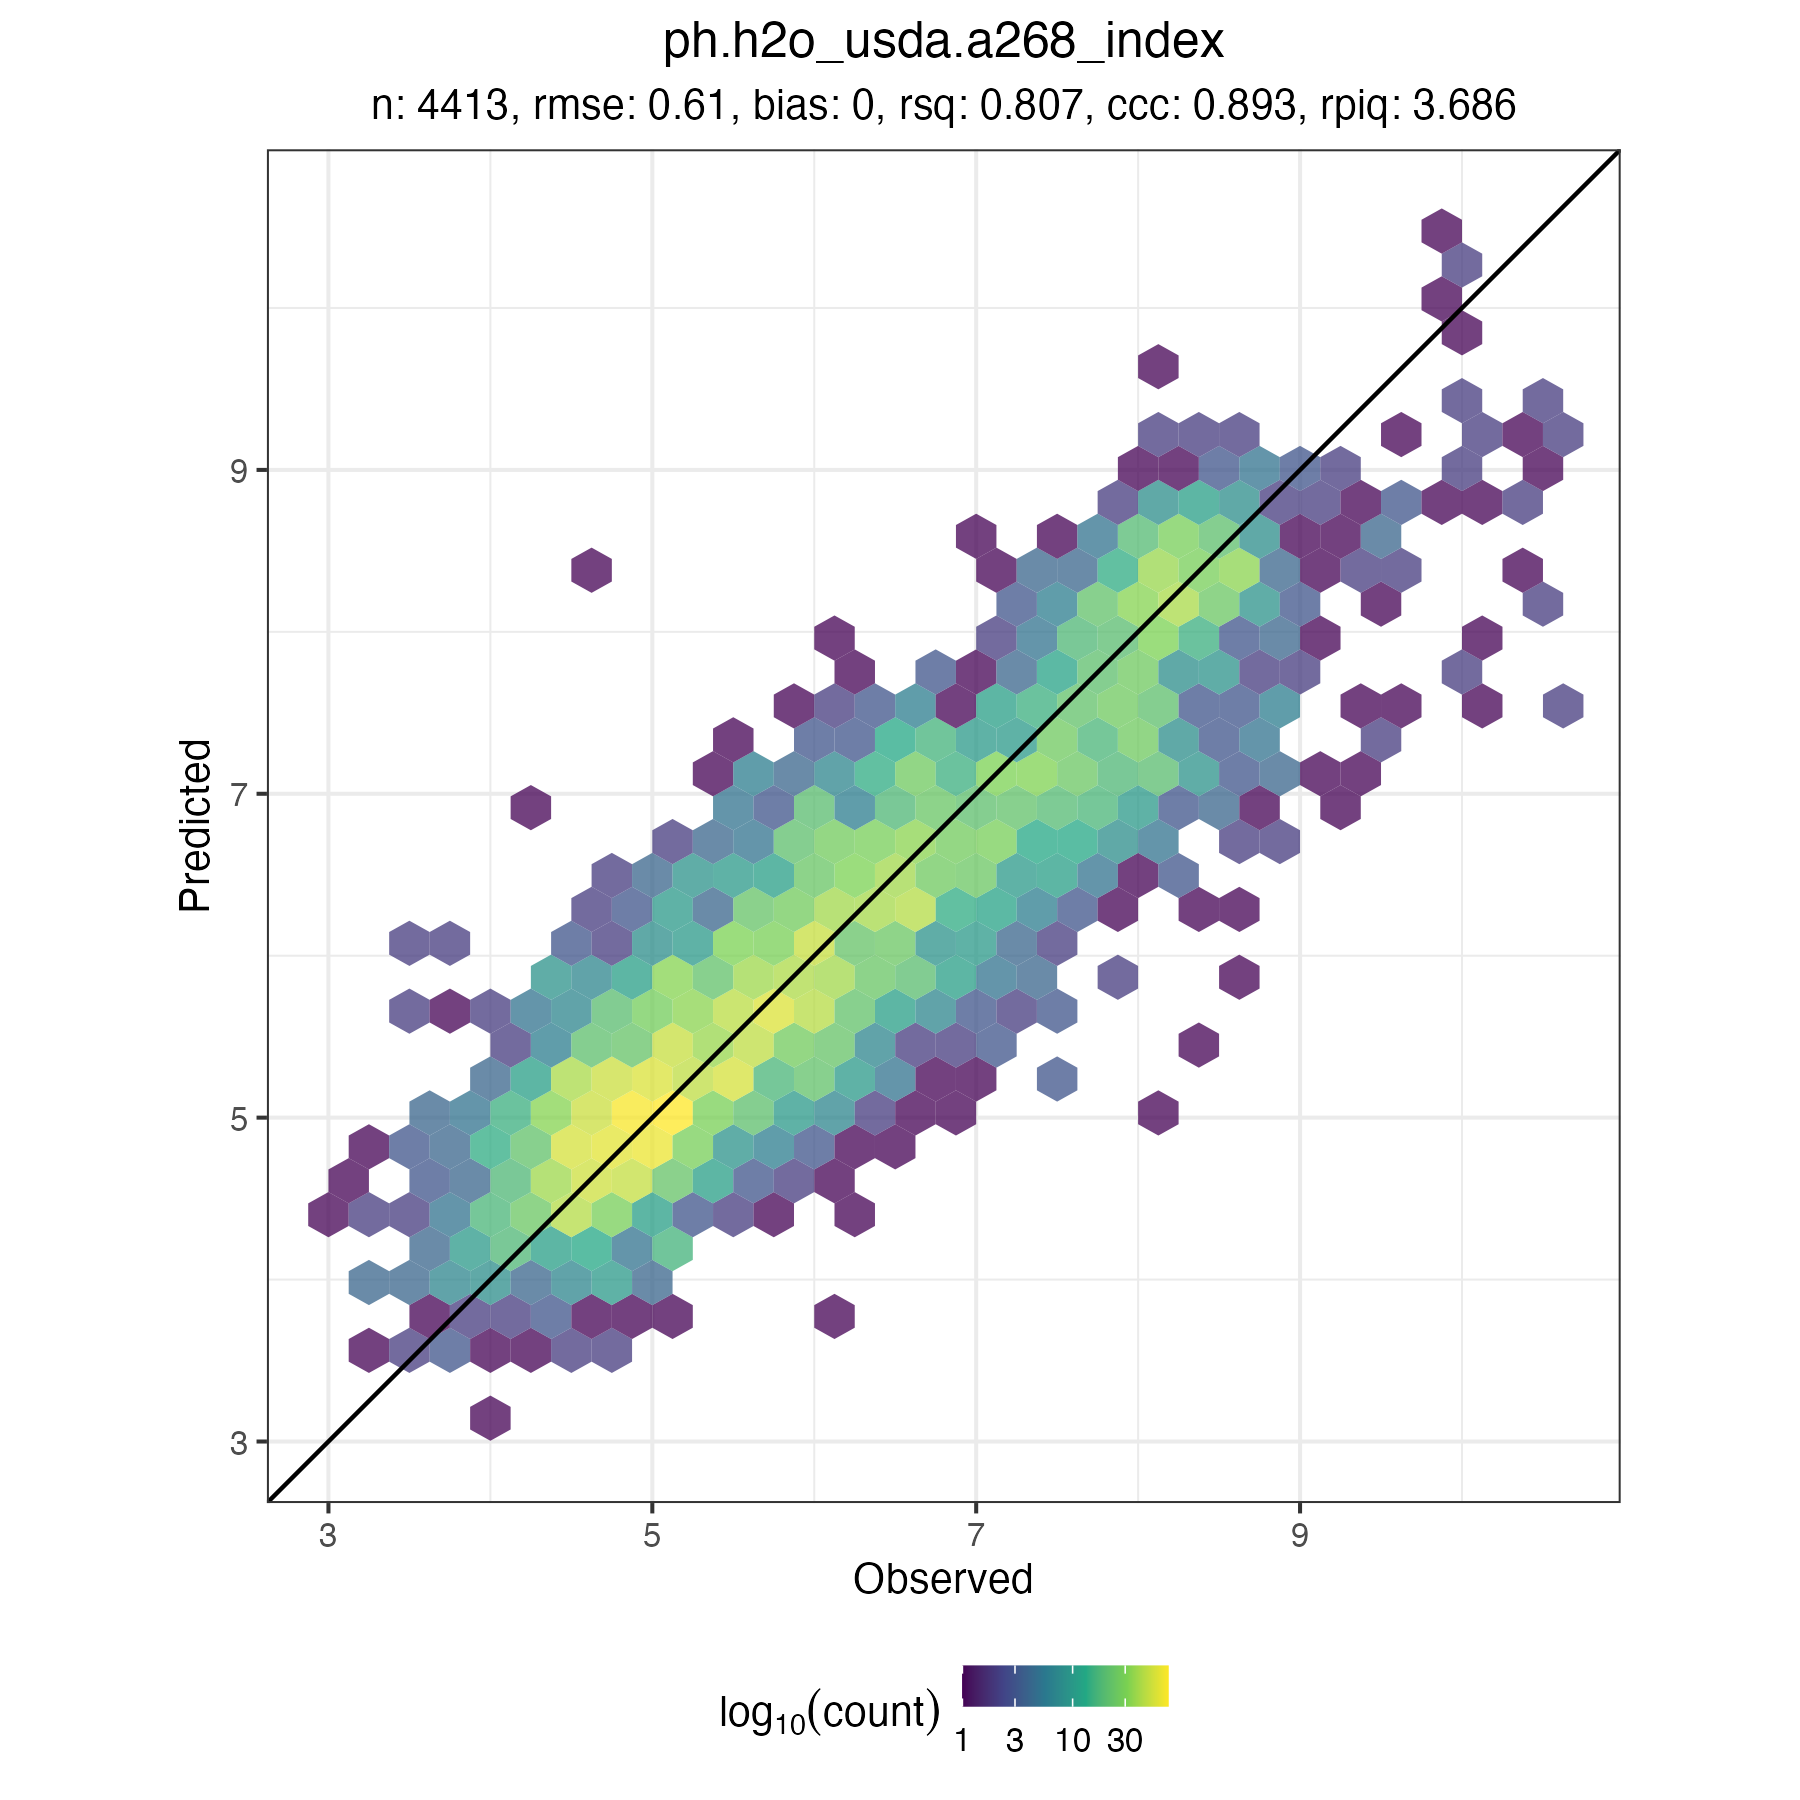 ph.h2o_usda.a268_index
n: 4413, rmse: 0.61, bias: 0, rsq: 0.807, ccc: 0.893, rpiq: 3.686
Predicted
9
7
5
3
3 5 7 9
Observed
log₁₀(count)
1 3 10 30